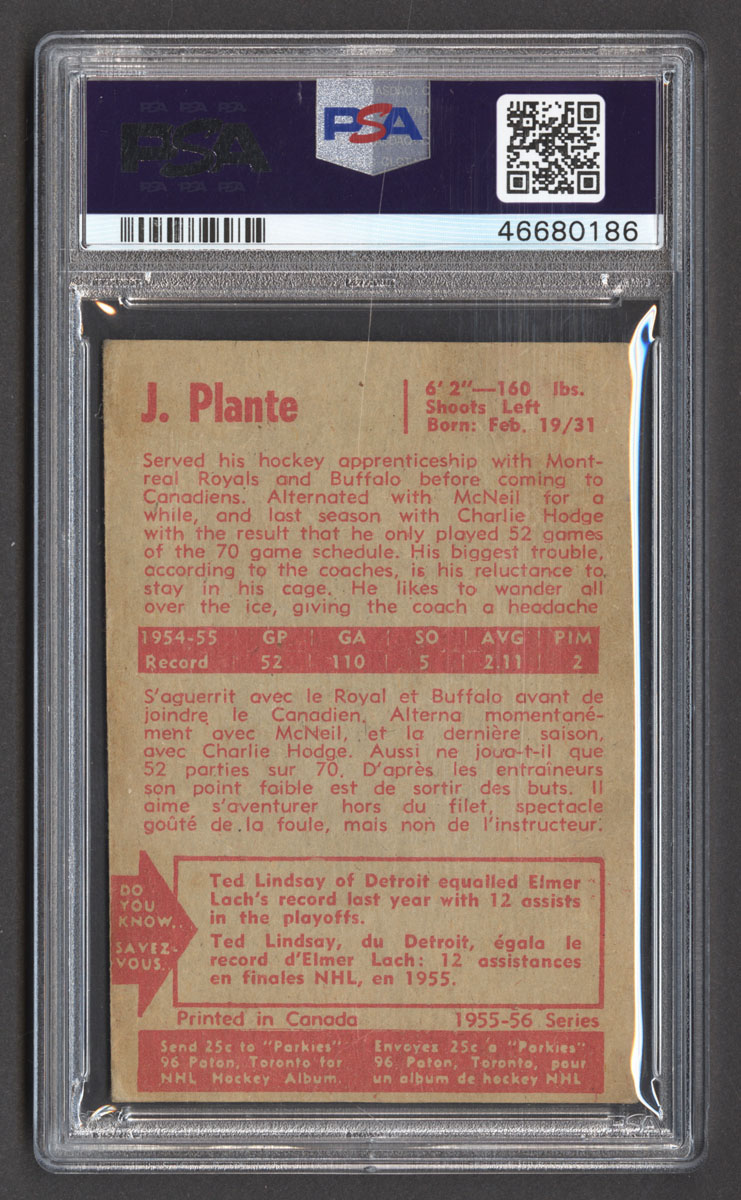 PSA PSA PSA
PSA
PSA PSA PSA
PSA
46680186
J. Plante
6' 2"—160 lbs.
Shoots Left
Born: Feb. 19/31
Served his hockey apprenticeship with Mont-
real Royals and Buffalo before coming to
Canadiens. Alternated with McNeil for a
while, and last season with Charlie Hodge
with the result that he only played 52 games
of the 70 game schedule. His biggest trouble,
according to the coaches, is his reluctance to
stay in his cage. He likes to wander all
over the ice, giving the coach a headache
1954-55 GP GA SO AVG PIM
Record 52 110 5 2.11 2
S'aguerrit avec le Royal et Buffalo avant de
joindre le Canadien. Alterna momentané-
ment avec McNeil, et la dernière saison,
avec Charlie Hodge. Aussi ne joua-t-il que
52 parties sur 70. D'après les entraîneurs
son point faible est de sortir des buts. Il
aime s'aventurer hors du filet, spectacle
goûté de la foule, mais non de l'instructeur.
DO
YOU
KNOW..
SAVEZ-
VOUS.
Ted Lindsay of Detroit equalled Elmer
Lach's record last year with 12 assists
in the playoffs.
Ted Lindsay, du Detroit, égala le
record d'Elmer Lach: 12 assistances
en finales NHL, en 1955.
Printed in Canada 1955-56 Series
Send 25c to "Parkies"
96 Paton, Toronto for
NHL Hockey Album.
Envoyez 25c a "Parkies"
96 Paton, Toronto, pour
un album de hockey NHL
PSA